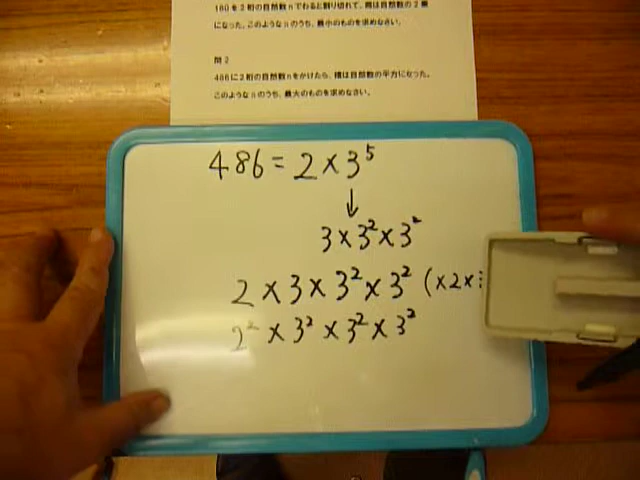 180を2桁の自然数nでわると割り切れて、商は自然数の2乗
になった。このようなnのうち、最小のものを求めなさい。
問2
486に2桁の自然数nをかけたら、積は自然数の平方になった。
このようなnのうち、最大のものを求めなさい。
486 = 2 × 3⁵
↓
3 × 3² × 3²
2 × 3 × 3² × 3² (×2×
2² × 3² × 3² × 3²